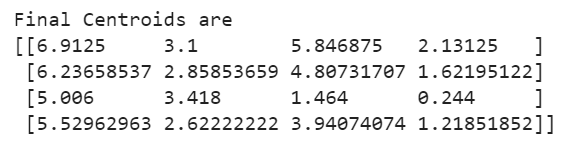 Final Centroids are
[[6.9125     3.1        5.846875   2.13125   ]
 [6.23658537 2.85853659 4.80731707 1.62195122]
 [5.006      3.418      1.464      0.244     ]
 [5.52962963 2.62222222 3.94074074 1.21851852]]